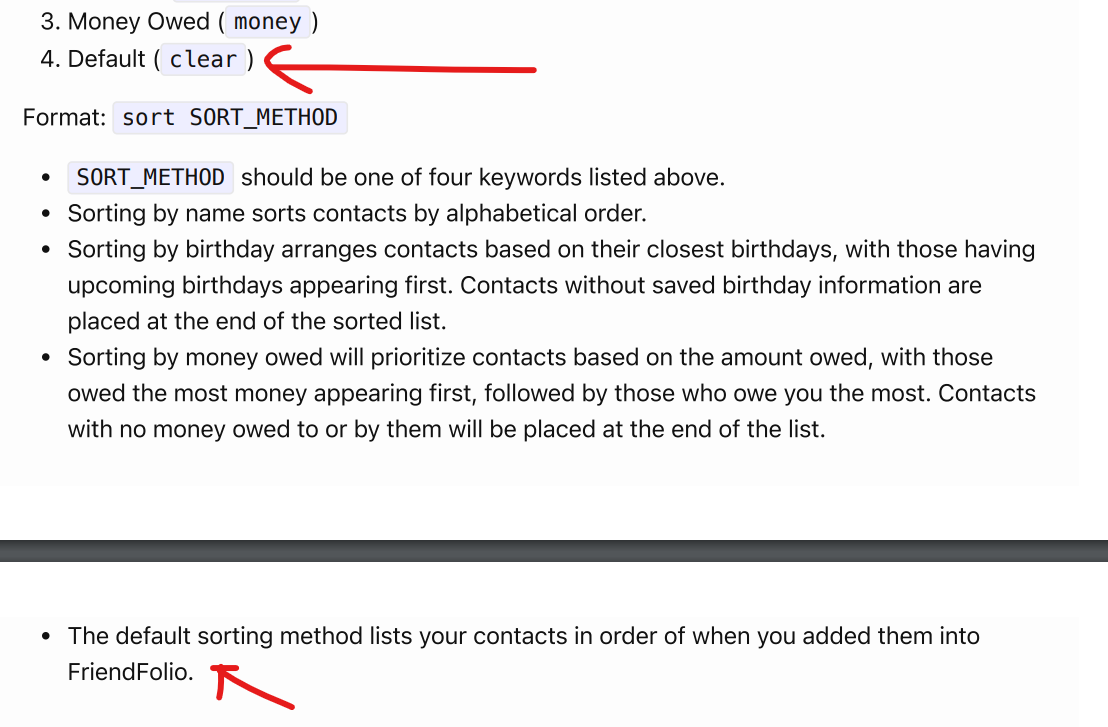 3. Money Owed ( money )
4. Default ( clear )
Format: sort SORT_METHOD
• SORT_METHOD should be one of four keywords listed above.
• Sorting by name sorts contacts by alphabetical order.
• Sorting by birthday arranges contacts based on their closest birthdays, with those having
upcoming birthdays appearing first. Contacts without saved birthday information are
placed at the end of the sorted list.
• Sorting by money owed will prioritize contacts based on the amount owed, with those
owed the most money appearing first, followed by those who owe you the most. Contacts
with no money owed to or by them will be placed at the end of the list.
• The default sorting method lists your contacts in order of when you added them into
FriendFolio.